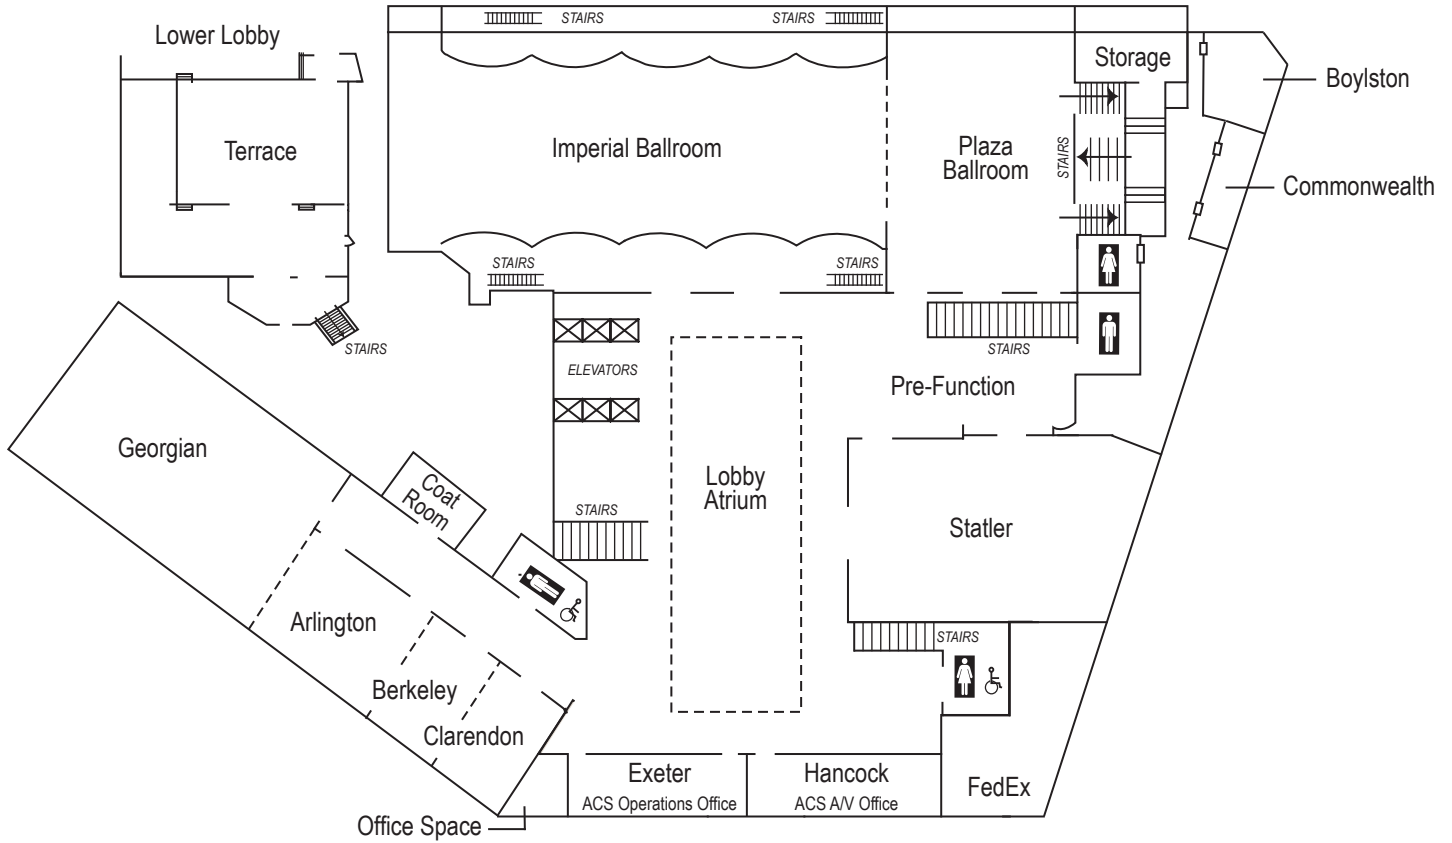 STAIRS
STAIRS
Lower Lobby
Storage
Boylston
Terrace
Imperial Ballroom
Plaza
Ballroom
STAIRS
Commonwealth
STAIRS
STAIRS
STAIRS
STAIRS
ELEVATORS
Pre-Function
Georgian
Coat
Room
Lobby
Atrium
STAIRS
Statler
Arlington
STAIRS
Berkeley
Clarendon
Exeter
ACS Operations Office
Hancock
ACS A/V Office
FedEx
Office Space